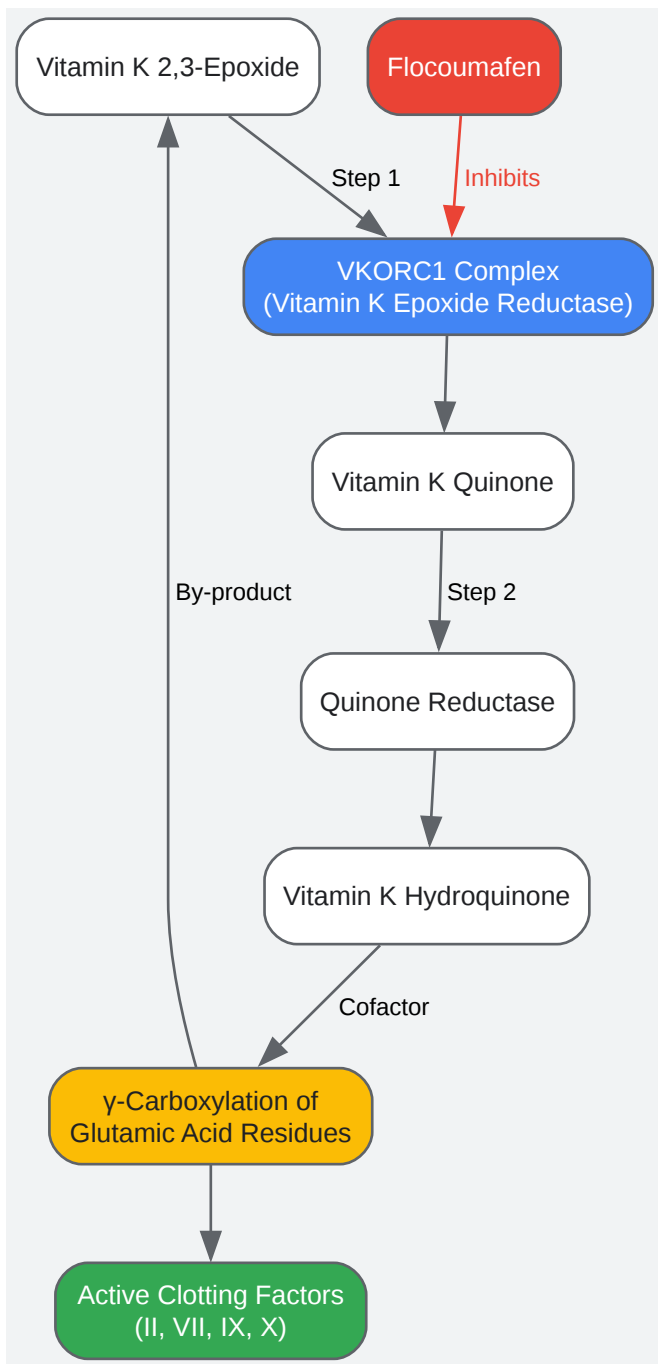 Vitamin K 2,3-Epoxide
Flocoumafen
Step 1
Inhibits
VKORC1 Complex
(Vitamin K Epoxide Reductase)
Vitamin K Quinone
By-product
Step 2
Quinone Reductase
Vitamin K Hydroquinone
Cofactor
γ-Carboxylation of
Glutamic Acid Residues
Active Clotting Factors
(II, VII, IX, X)